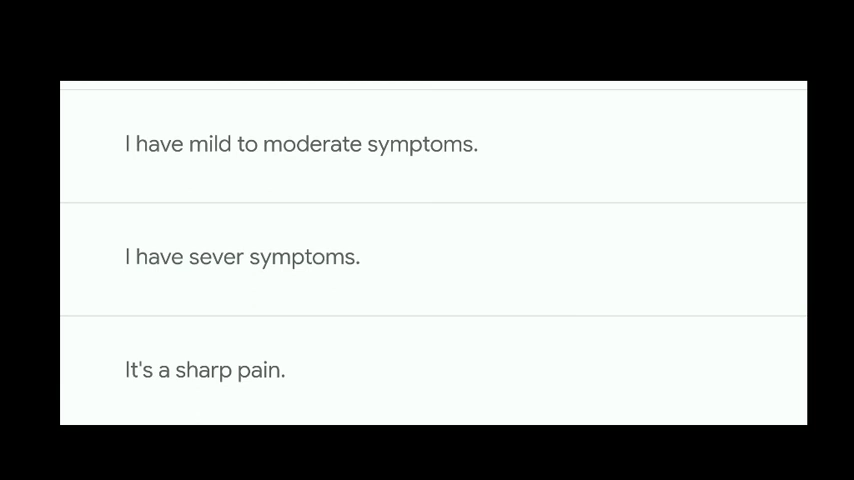 I have mild to moderate symptoms.
I have sever symptoms.
It's a sharp pain.